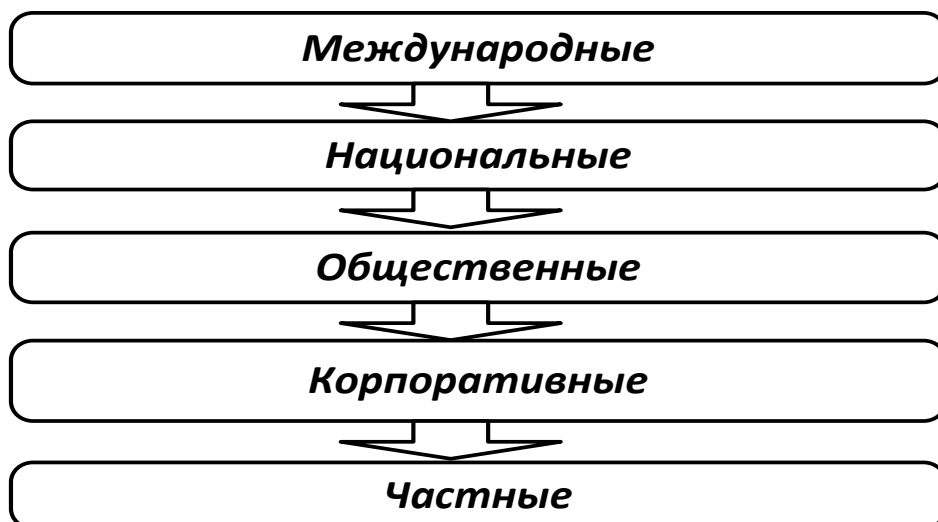 Международные
Национальные
Общественные
Корпоративные
Частные